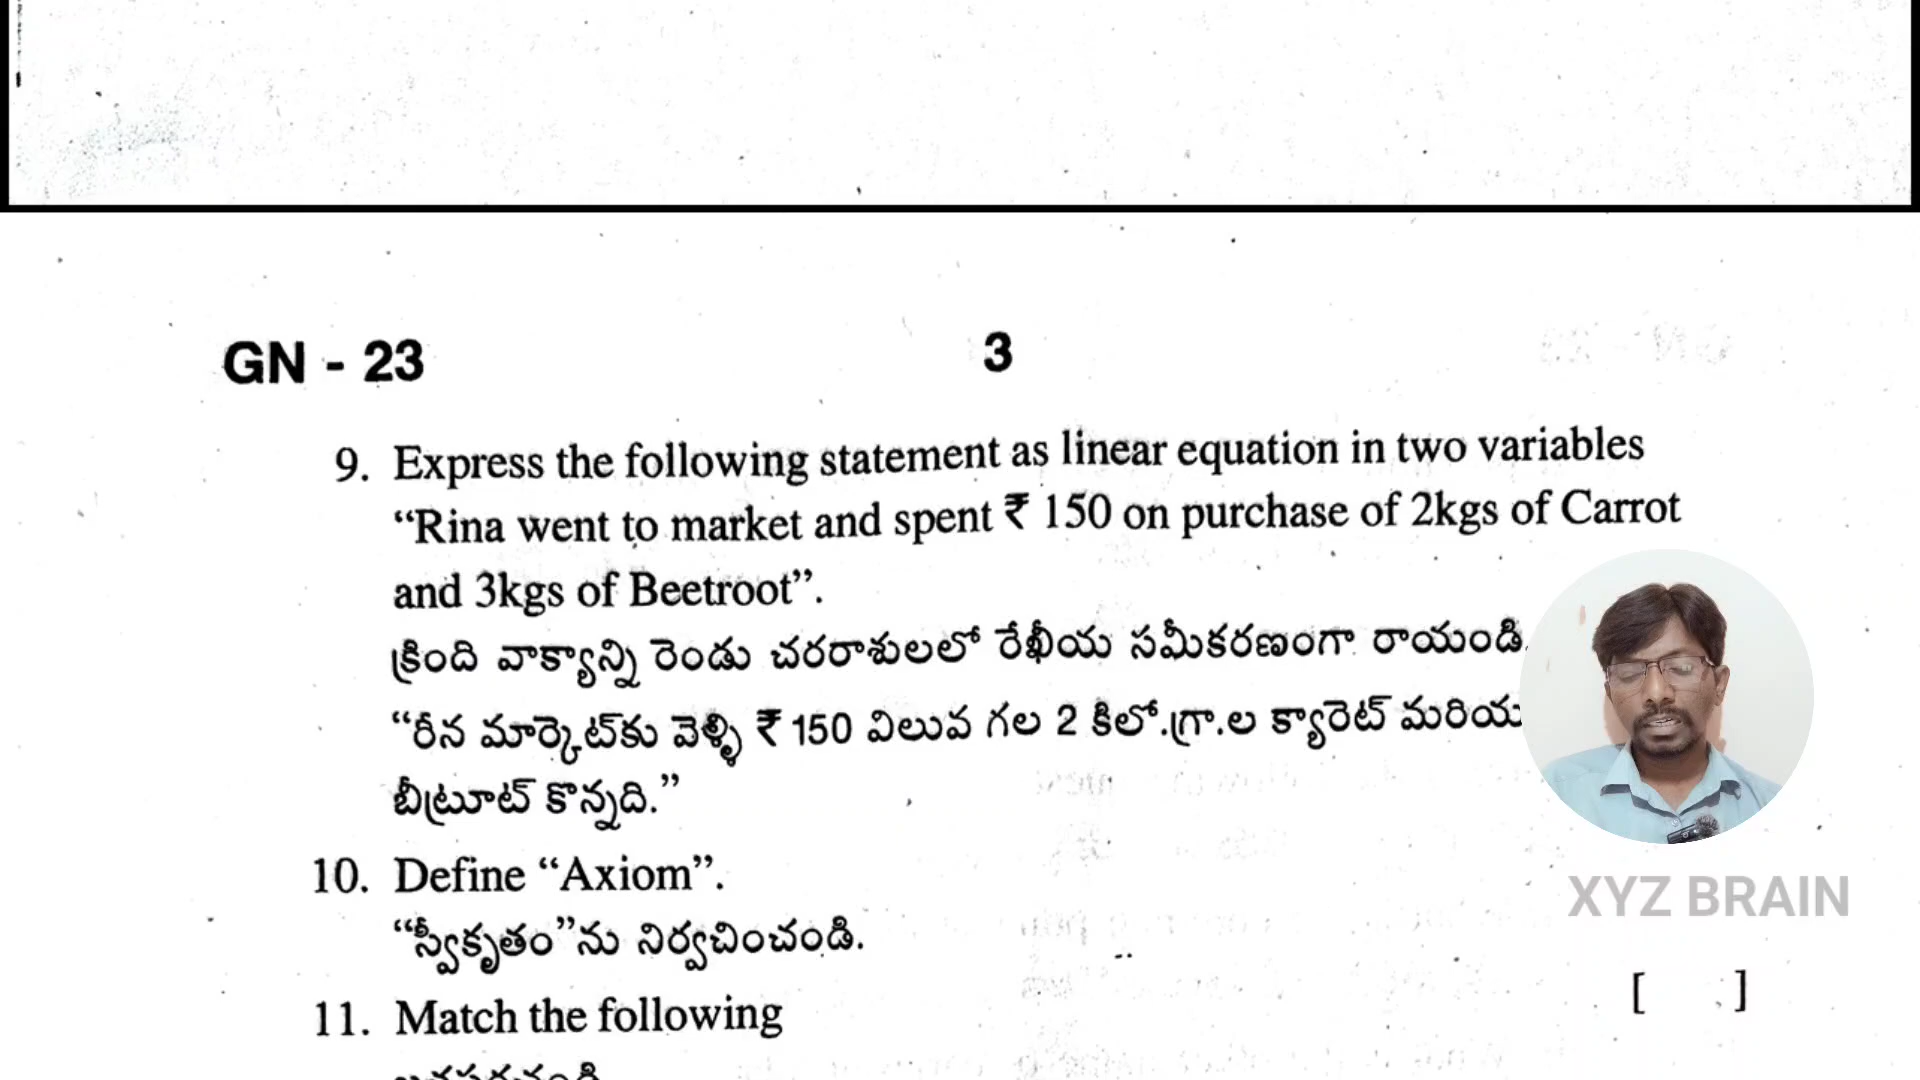 GN - 23
3
9. Express the following statement as linear equation in two variables
“Rina went to market and spent ₹ 150 on purchase of 2kgs of Carrot
and 3kgs of Beetroot”.
క్రింది వాక్యాన్ని రెండు చరరాశులలో రేఖీయ సమీకరణంగా రాయండి.
“రీన మార్కెట్‌కు వెళ్ళి ₹ 150 విలువ గల 2 కిలో.గ్రా.ల క్యారెట్ మరియు
బీట్రూట్ కొన్నది.”
XYZ BRAIN
10. Define “Axiom”.
“స్వీకృతం”ను నిర్వచించండి.
[ ]
11. Match the following